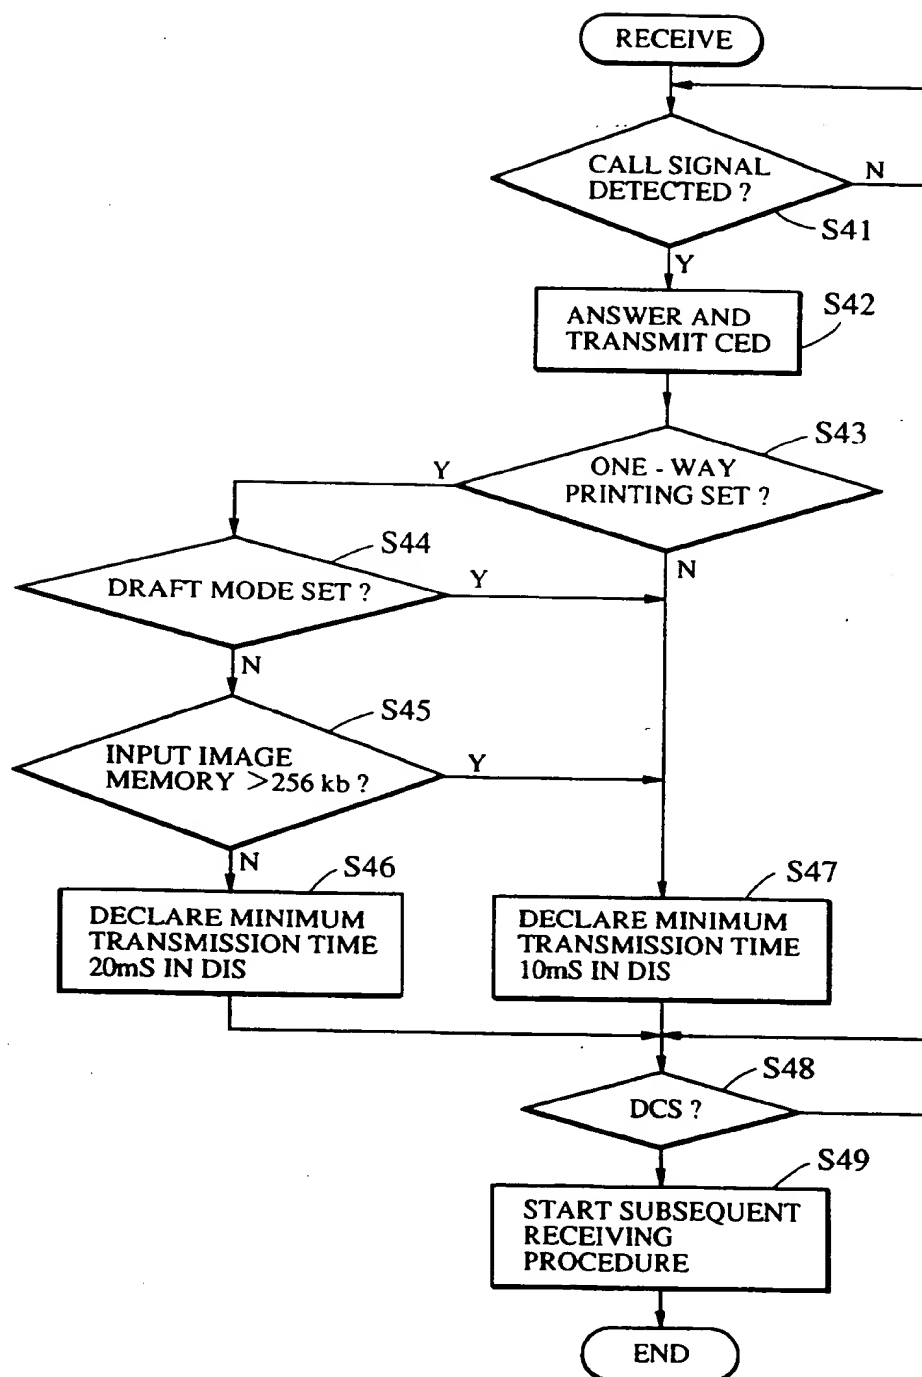 RECEIVE
CALL SIGNAL
DETECTED ?
N
S41
Y
S42
ANSWER AND
TRANSMIT CED
S43
Y
ONE - WAY
PRINTING SET ?
S44
N
DRAFT MODE SET ?
Y
N
S45
INPUT IMAGE
MEMORY >256 kb ?
Y
N
S46
S47
DECLARE MINIMUM
TRANSMISSION TIME
20mS IN DIS
DECLARE MINIMUM
TRANSMISSION TIME
10mS IN DIS
S48
DCS ?
S49
START SUBSEQUENT
RECEIVING
PROCEDURE
END